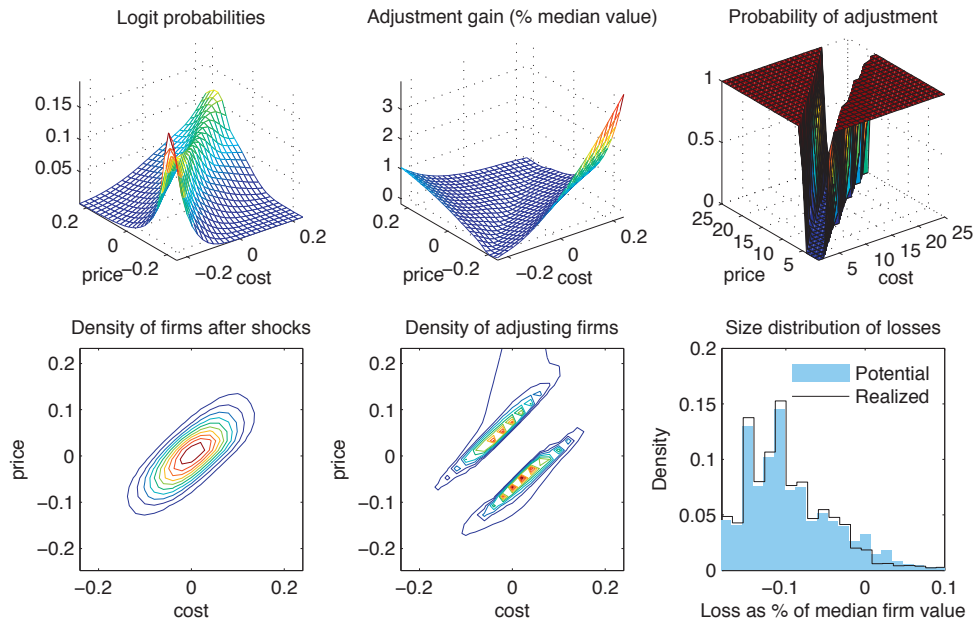 Logit probabilities
0.15
0.1
0.05
0.2
0
−0.2
price
−0.2
0
0.2
cost
Adjustment gain (% median value)
3
2
1
0
0.2
0
−0.2
price
−0.2
0
0.2
cost
Probability of adjustment
1
0.5
0
25
20
15
10
5
price
5
10
15
20
25
cost
Density of firms after shocks
0.2
0.1
0
−0.1
−0.2
price
−0.2
0
0.2
cost
Density of adjusting firms
0.2
0.1
0
−0.1
−0.2
price
−0.2
0
0.2
cost
Size distribution of losses
Potential
Realized
0.2
0.15
0.1
0.05
0
Density
−0.1
0
0.1
Loss as % of median firm value